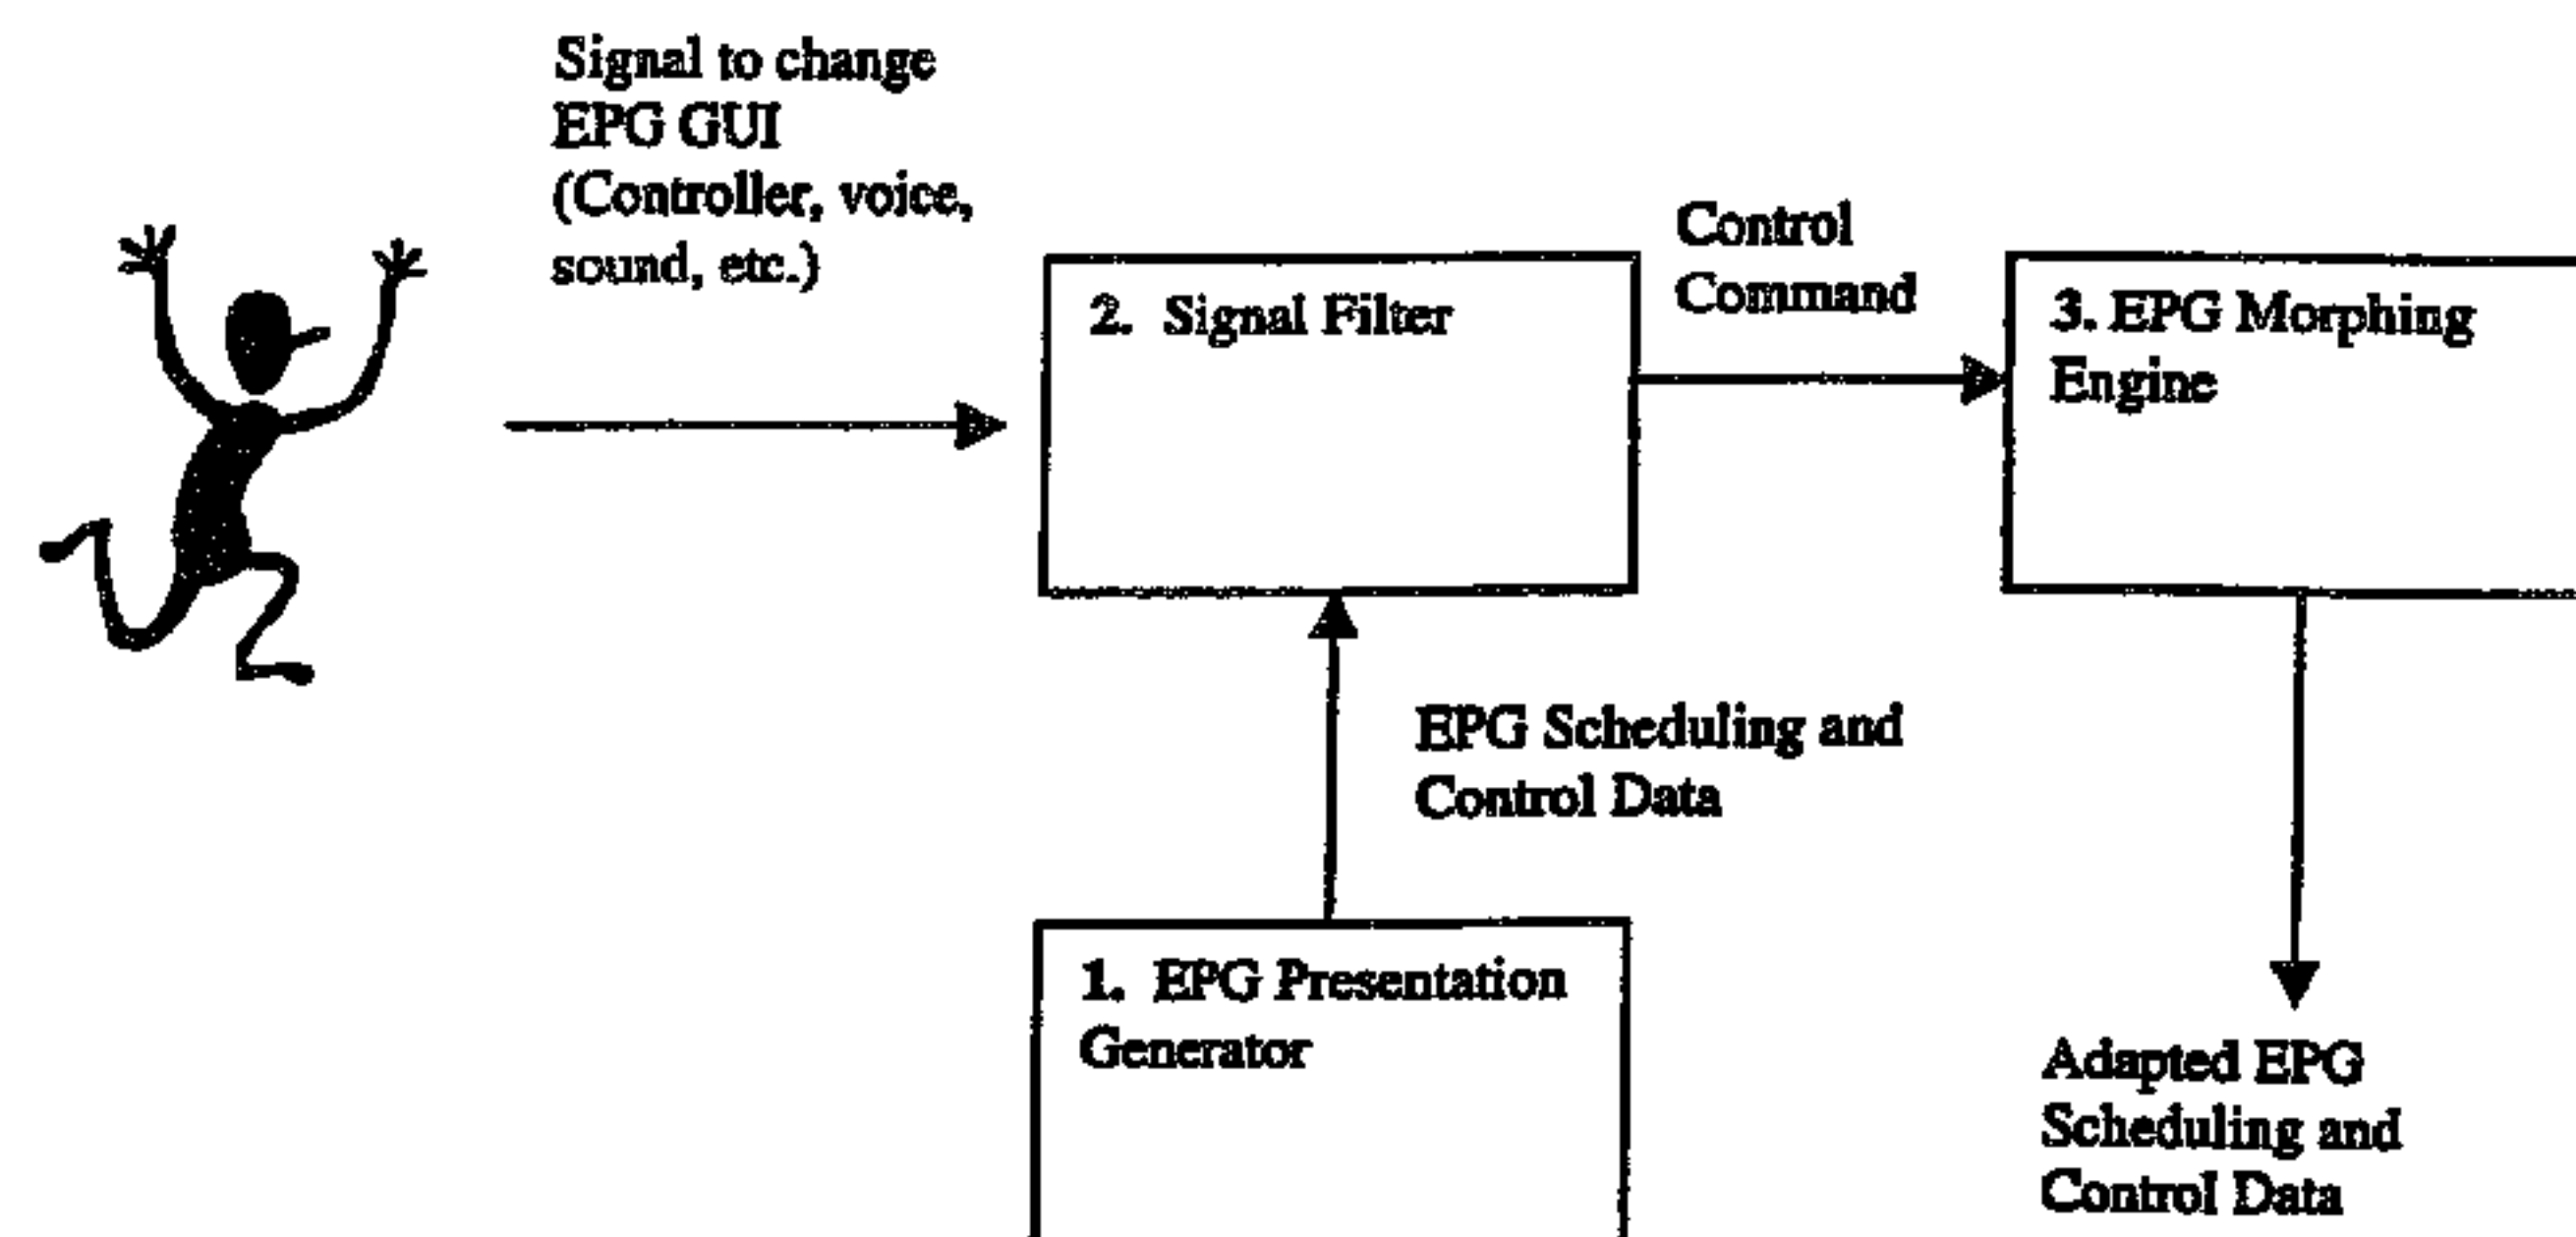 Signal to change
EPG GUI
(Controller, voice,
sound, etc.)
2. Signal Filter
Control
Command
3. EPG Morphing
Engine
EPG Scheduling and
Control Data
1. EPG Presentation
Generator
Adapted EPG
Scheduling and
Control Data